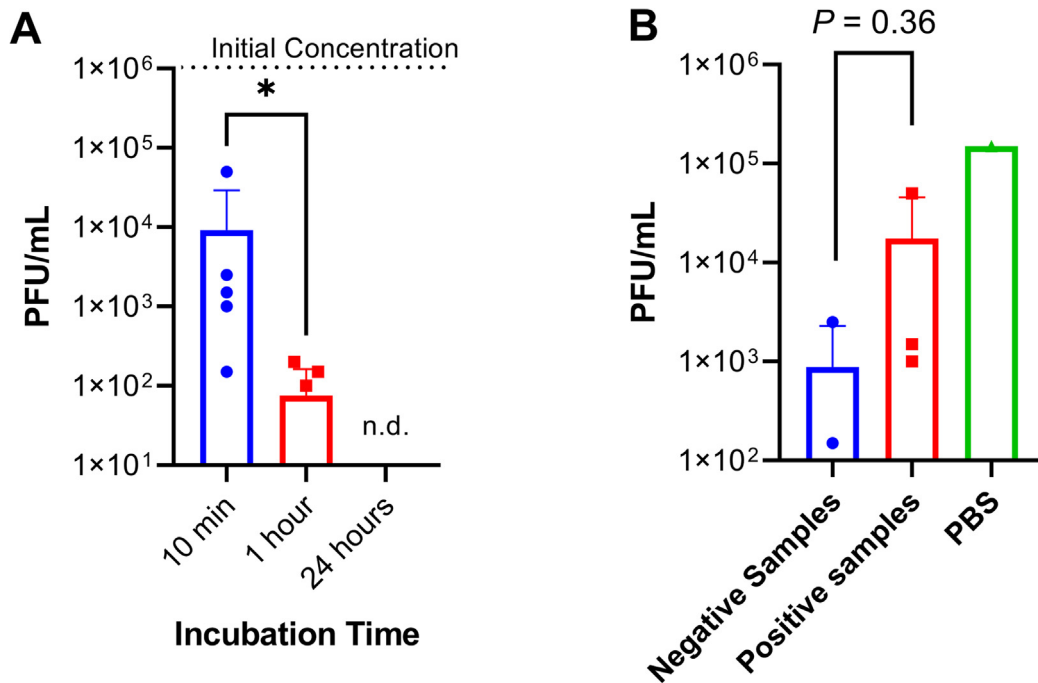 A
Initial Concentration
1×10⁶
1×10⁵
1×10⁴
1×10³
1×10²
1×10¹
PFU/mL
*
n.d.
10 min
1 hour
24 hours
Incubation Time
B
P = 0.36
1×10⁶
1×10⁵
1×10⁴
1×10³
1×10²
PFU/mL
Negative Samples
Positive samples
PBS